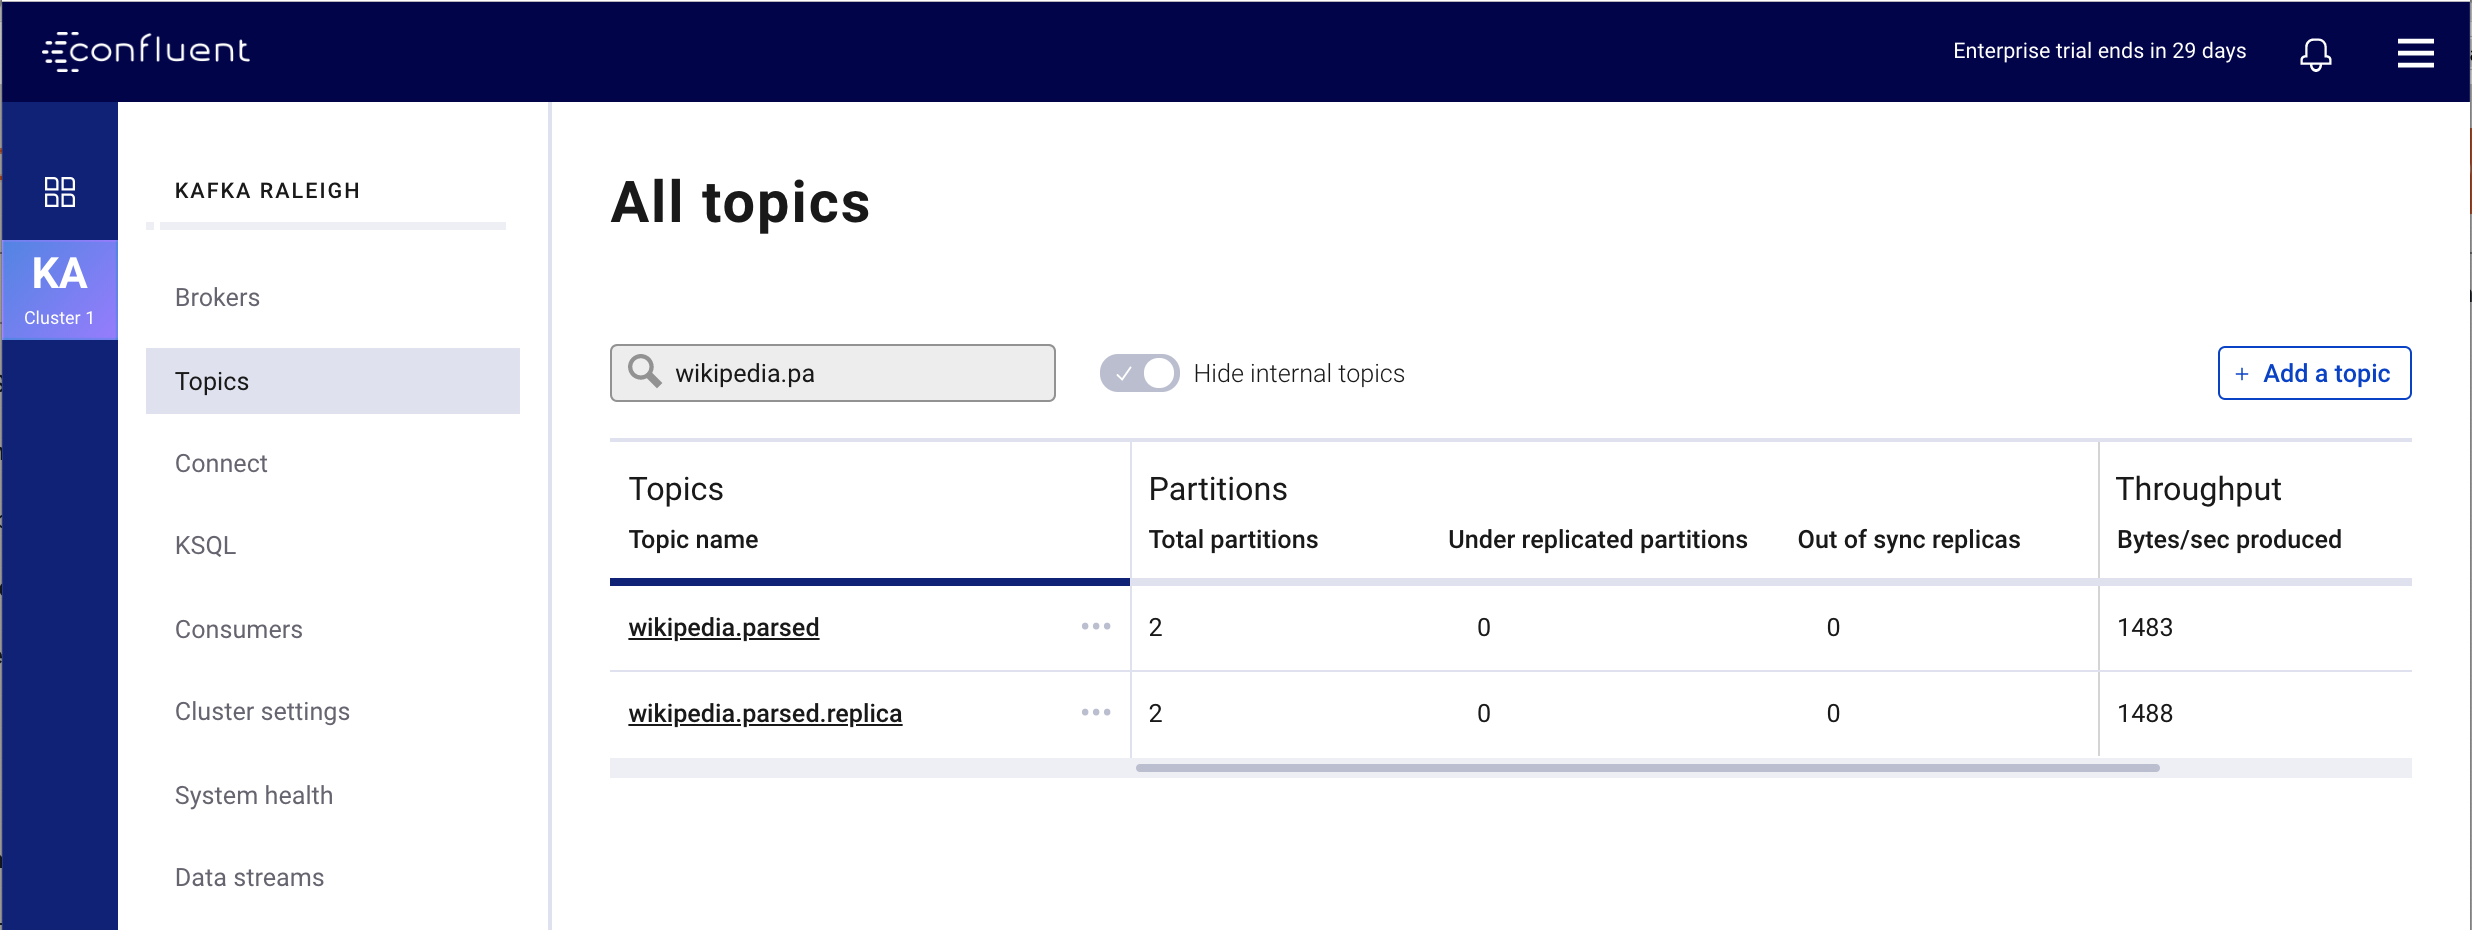 confluent
Enterprise trial ends in 29 days
KA
Cluster 1
KAFKA RALEIGH
Brokers
Topics
Connect
KSQL
Consumers
Cluster settings
System health
Data streams
All topics
wikipedia.pa
Hide internal topics
+ Add a topic
Topics Partitions Throughput
Topic name Total partitions Under replicated partitions Out of sync replicas Bytes/sec produced
wikipedia.parsed ••• 2 0 0 1483
wikipedia.parsed.replica ••• 2 0 0 1488